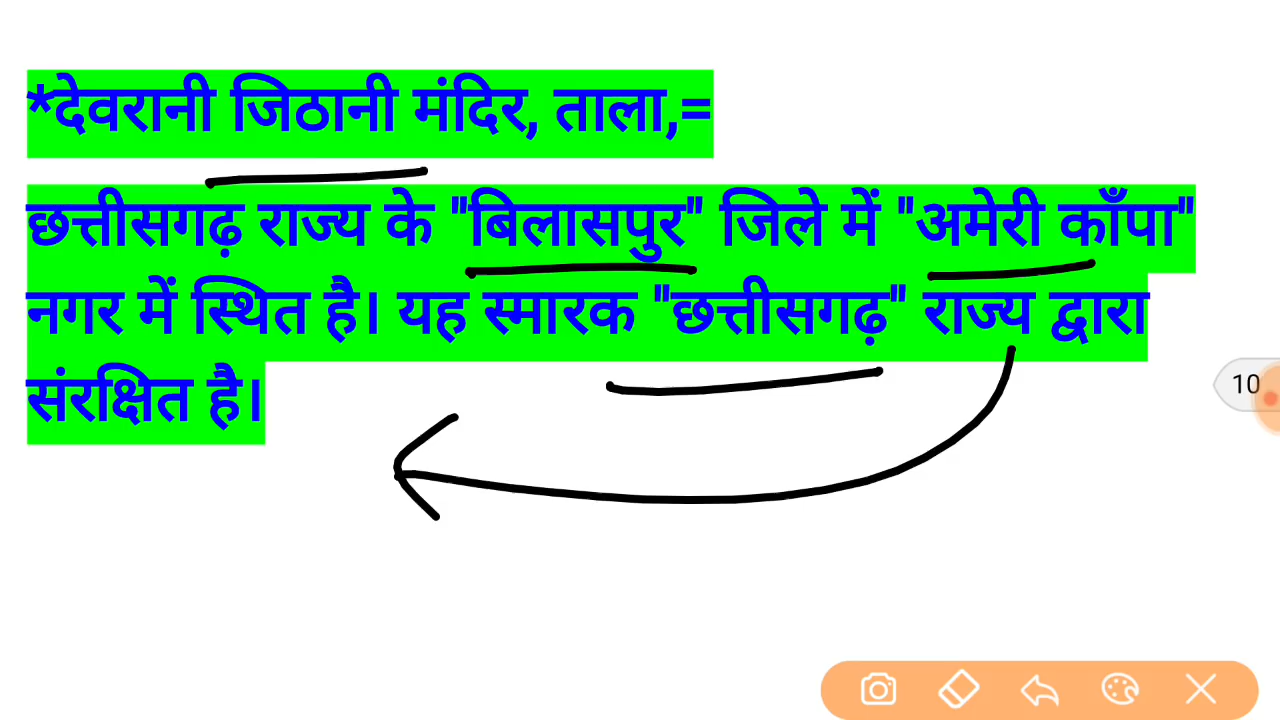 *देवरानी जिठानी मंदिर, ताला,=
छत्तीसगढ़ राज्य के "बिलासपुर" जिले में "अमेरी काँपा"
नगर में स्थित है। यह स्मारक "छत्तीसगढ़" राज्य द्वारा
संरक्षित है।
10